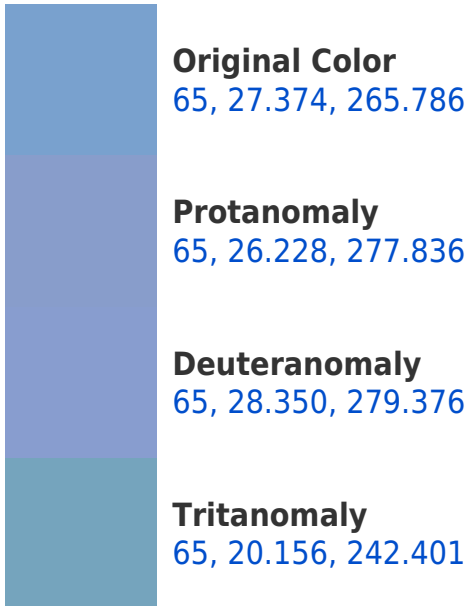 Original Color
65, 27.374, 265.786
Protanomaly
65, 26.228, 277.836
Deuteranomaly
65, 28.350, 279.376
Tritanomaly
65, 20.156, 242.401